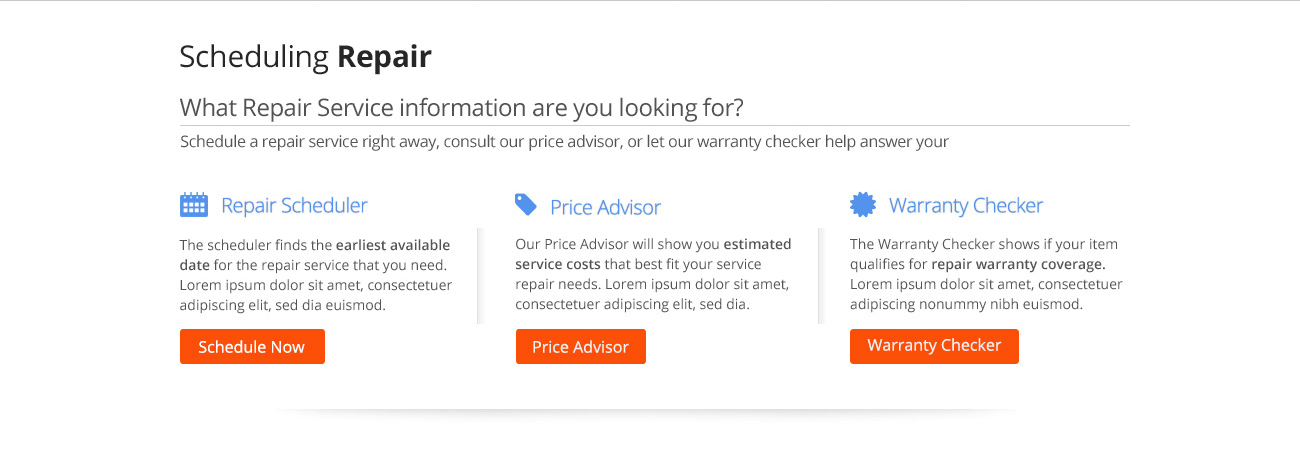 Scheduling Repair
What Repair Service information are you looking for?
Schedule a repair service right away, consult our price advisor, or let our warranty checker help answer your
Repair Scheduler
The scheduler finds the earliest available
date for the repair service that you need.
Lorem ipsum dolor sit amet, consectetuer
adipiscing elit, sed dia euismod.
Schedule Now
Price Advisor
Our Price Advisor will show you estimated
service costs that best fit your service
repair needs. Lorem ipsum dolor sit amet,
consectetuer adipiscing elit, sed dia.
Price Advisor
Warranty Checker
The Warranty Checker shows if your item
qualifies for repair warranty coverage.
Lorem ipsum dolor sit amet, consectetuer
adipiscing nonummy nibh euismod.
Warranty Checker